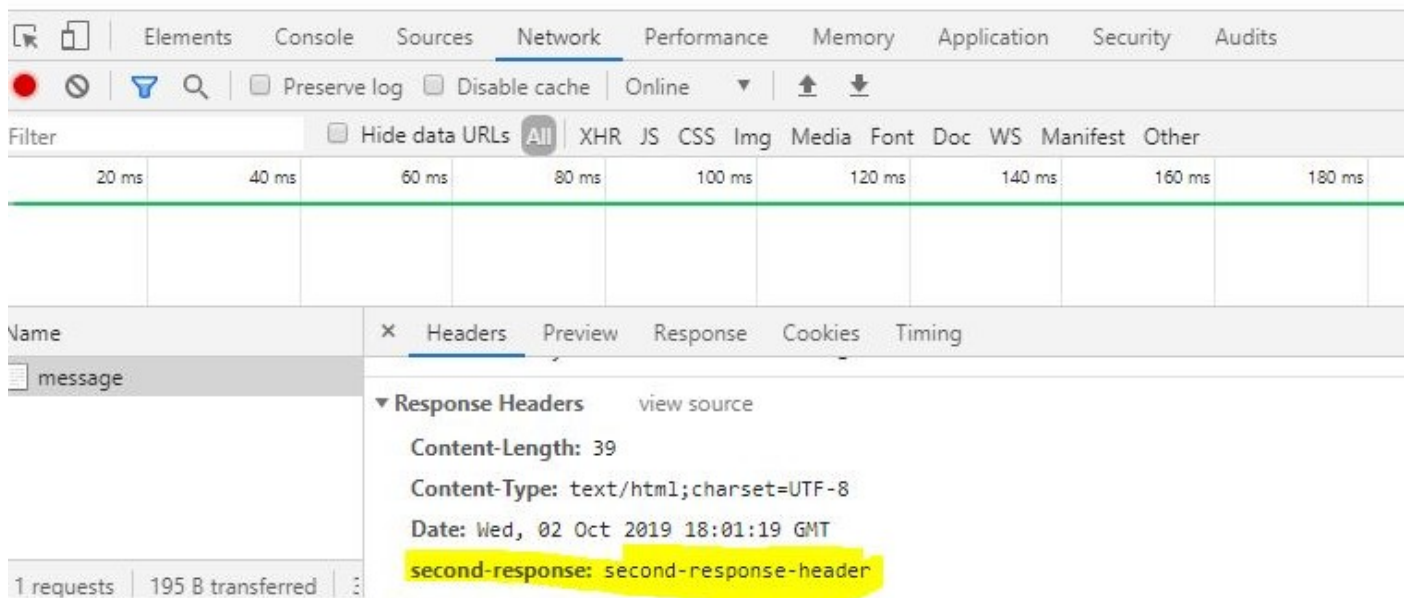 Elements Console Sources Network Performance Memory Application Security Audits
Preserve log Disable cache Online
Filter Hide data URLs All XHR JS CSS Img Media Font Doc WS Manifest Other
20 ms 40 ms 60 ms 80 ms 100 ms 120 ms 140 ms 160 ms 180 ms
Name × Headers Preview Response Cookies Timing
message
Response Headers view source
Content-Length: 39
Content-Type: text/html;charset=UTF-8
Date: Wed, 02 Oct 2019 18:01:19 GMT
second-response: second-response-header
1 requests 195 B transferred